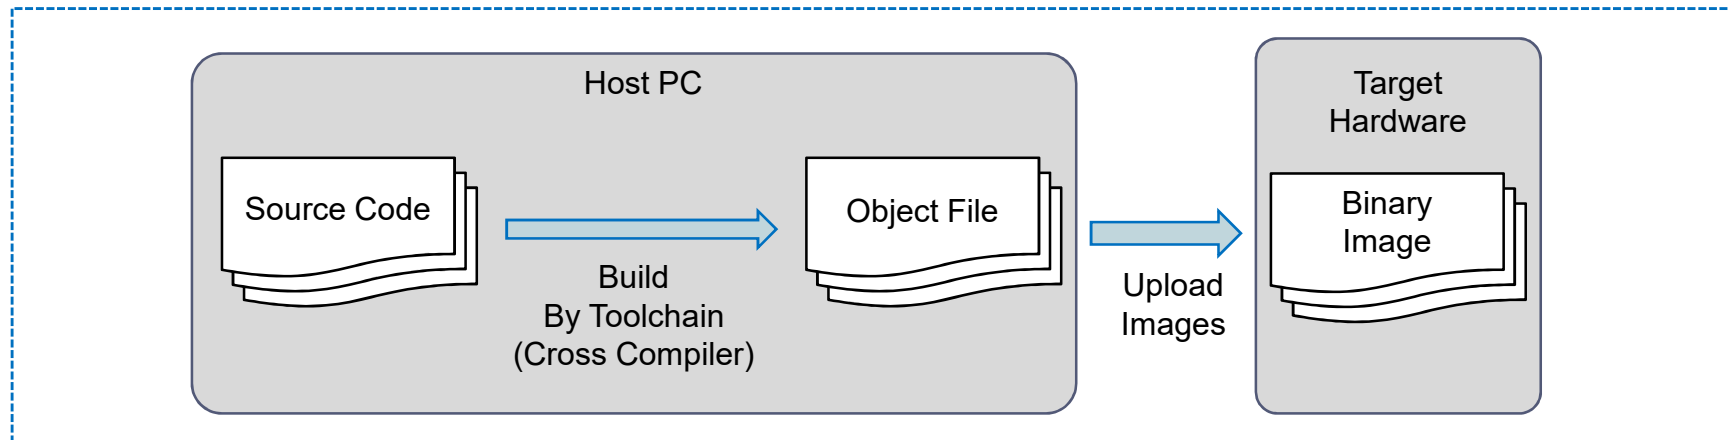 Host PC
Source Code
Build
By Toolchain
(Cross Compiler)
Object File
Upload
Images
Target
Hardware
Binary
Image